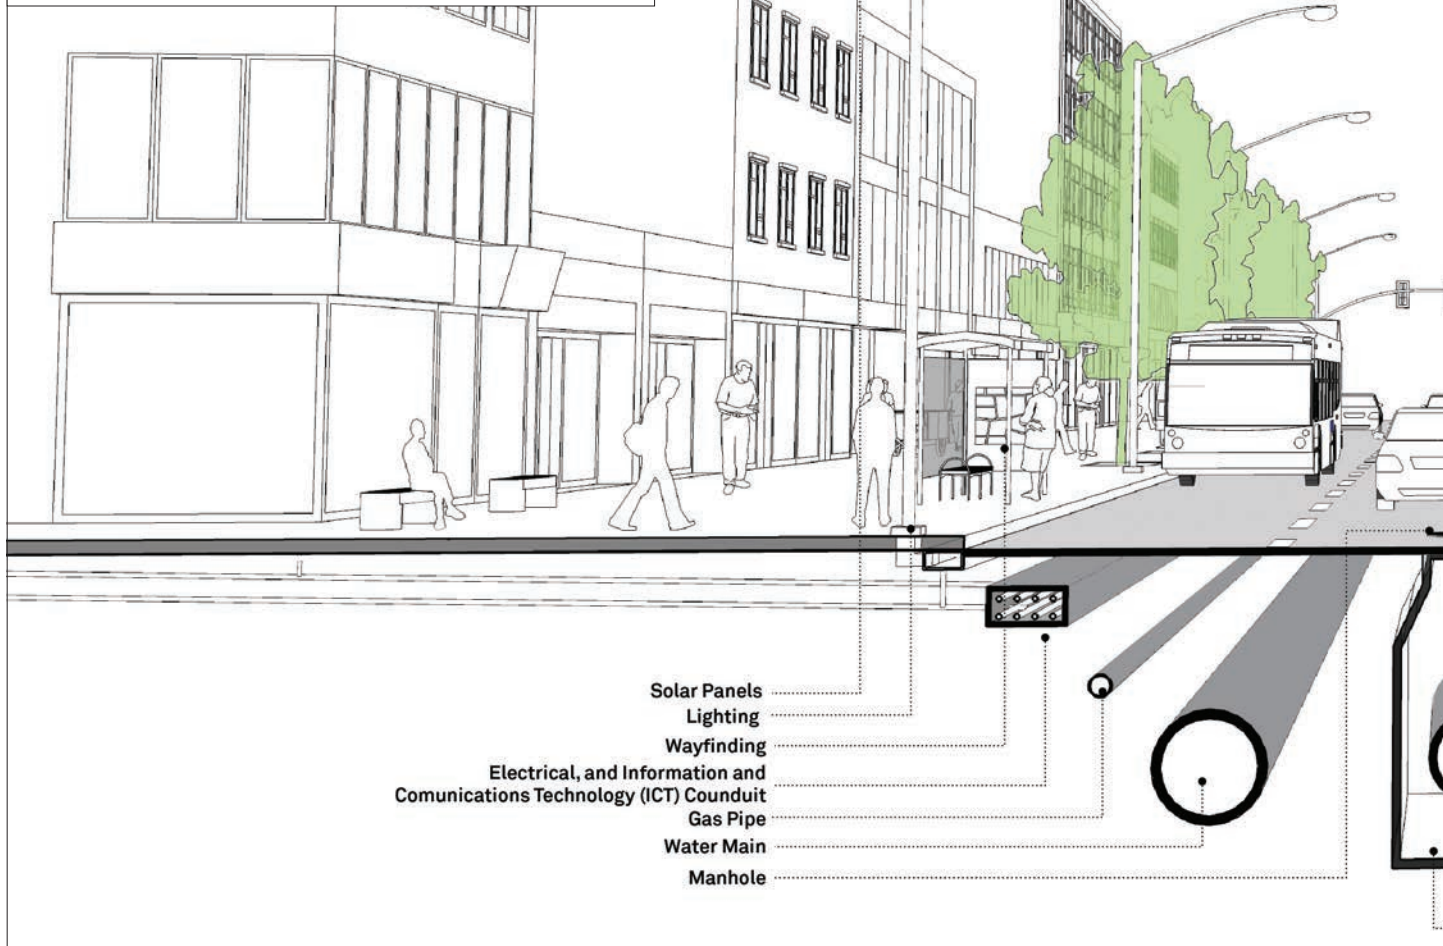 Solar Panels
Lighting
Wayfinding
Electrical, and Information and
Comunications Technology (ICT) Counduit
Gas Pipe
Water Main
Manhole